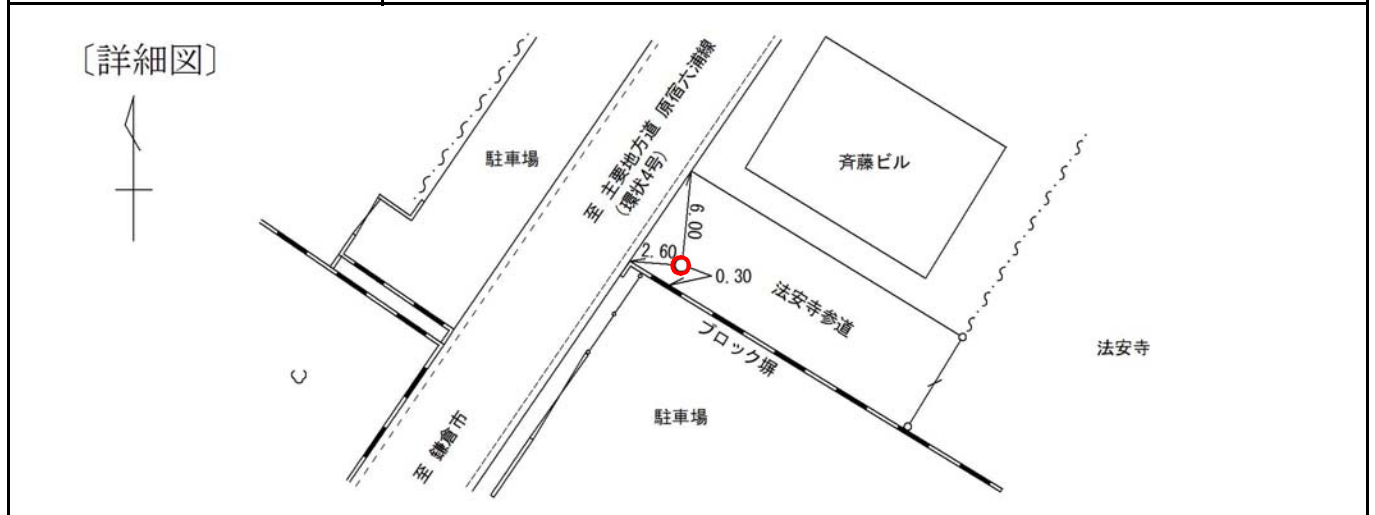 〔詳細図〕
駐車場
至 主要地方道 原宿六浦線
(環状4号)
斉藤ビル
6.00
2.60
0.30
法安寺参道
ブロック塀
法安寺
駐車場
至 鎌倉市